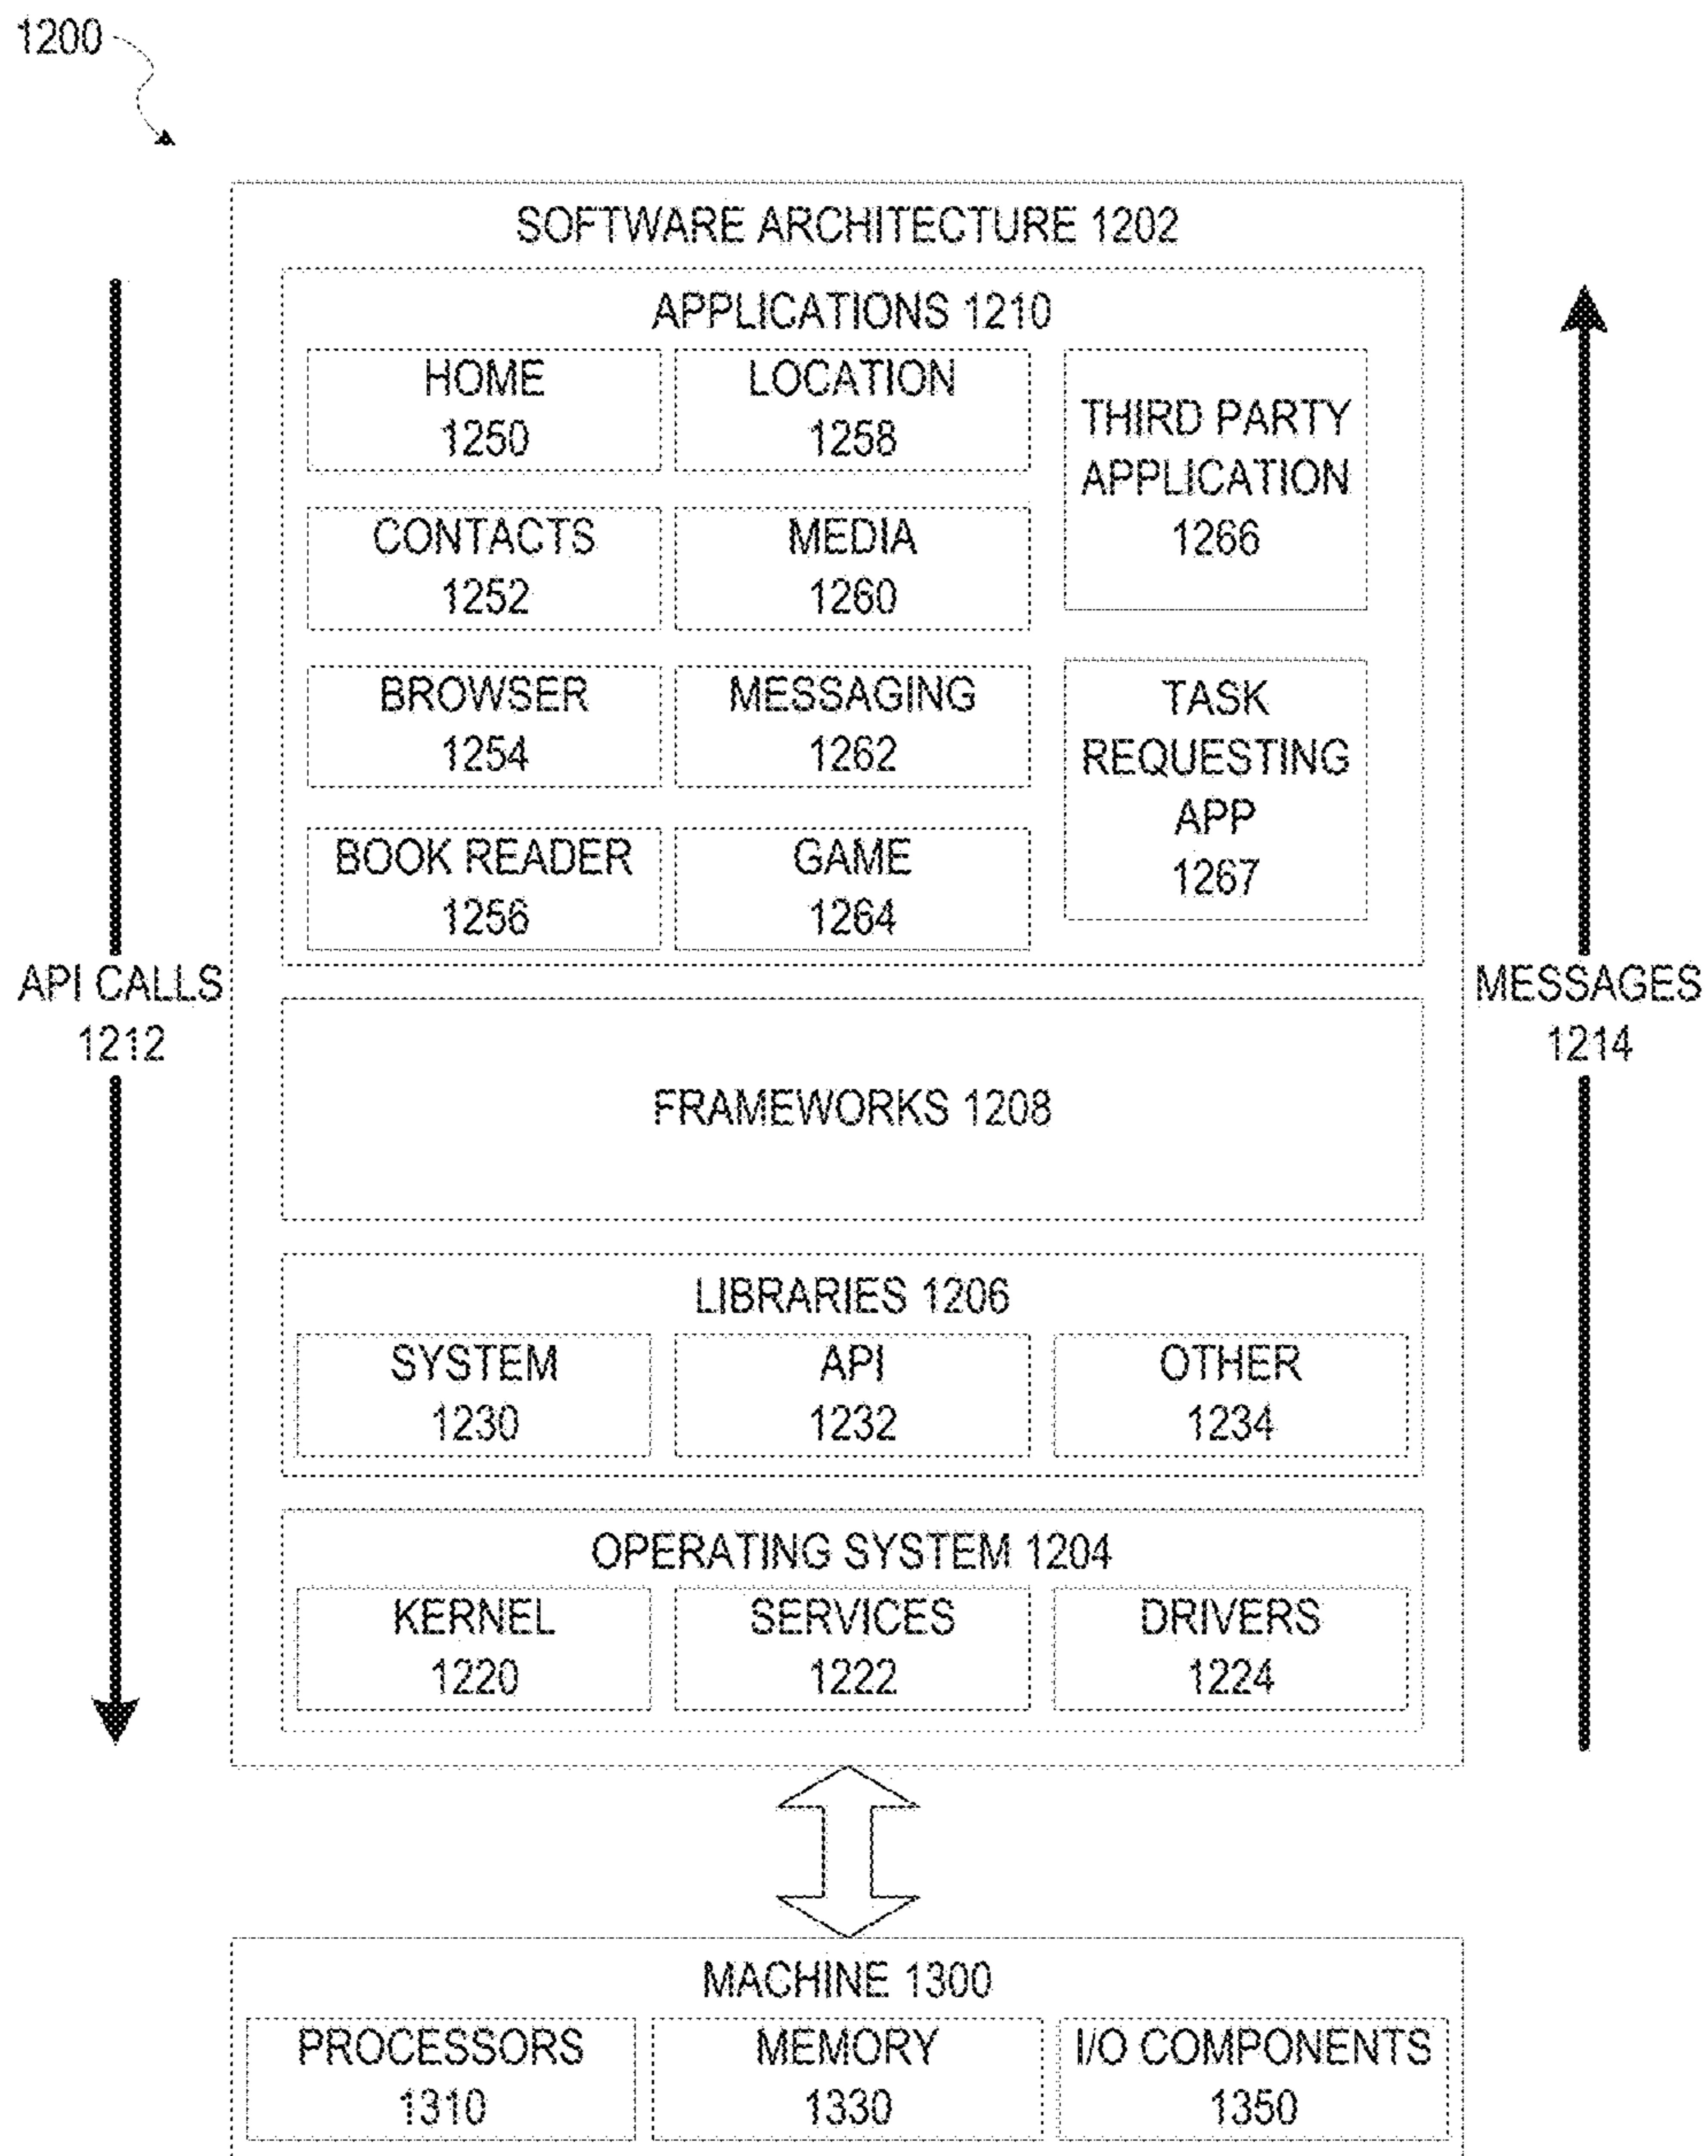 1200
SOFTWARE ARCHITECTURE 1202
APPLICATIONS 1210
HOME
1250
LOCATION
1258
THIRD PARTY
APPLICATION
1266
CONTACTS
1252
MEDIA
1260
BROWSER
1254
MESSAGING
1262
TASK
REQUESTING
APP
1267
BOOK READER
1256
GAME
1264
API CALLS
1212
MESSAGES
1214
FRAMEWORKS 1208
LIBRARIES 1206
SYSTEM
1230
API
1232
OTHER
1234
OPERATING SYSTEM 1204
KERNEL
1220
SERVICES
1222
DRIVERS
1224
MACHINE 1300
PROCESSORS
1310
MEMORY
1330
I/O COMPONENTS
1350